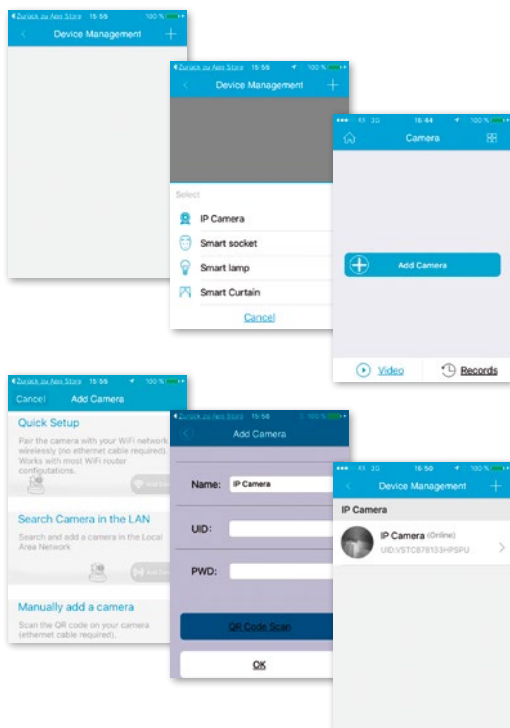 Zurück zu App Store 15:56 100 %
Device Management
Zurück zu App Store 15:56 100 %
Device Management
Select
IP Camera
Smart socket
Smart lamp
Smart Curtain
Cancel
3G 16:44 100 %
Camera
Add Camera
Video Records
Zurück zu App Store 15:56 100 %
Cancel Add Camera
Quick Setup
Pair the camera with your WiFi network
wirelessly (no ethernet cable required).
Works with most WiFi router
configutations.
Search Camera in the LAN
Search and add a camera in the Local
Area Network
Manually add a camera
Scan the QR code on your camera
(ethernet cable required).
Zurück zu App Store 15:56 100 %
Add Camera
Name: IP Camera
UID:
PWD:
QR Code Scan
OK
3G 16:50 100 %
Device Management
IP Camera
IP Camera (Online)
UID:VSTC878133HPSPU